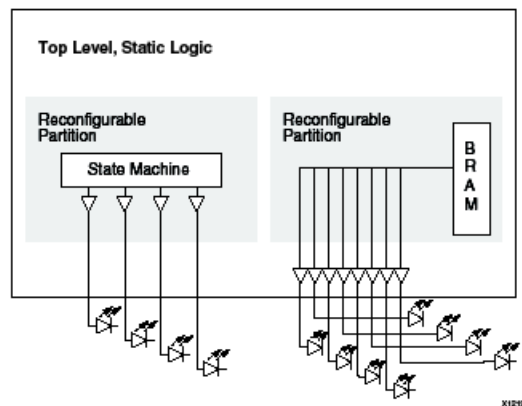 Top Level, Static Logic
Reconfigurable
Partition
State Machine
Reconfigurable
Partition
B
R
A
M